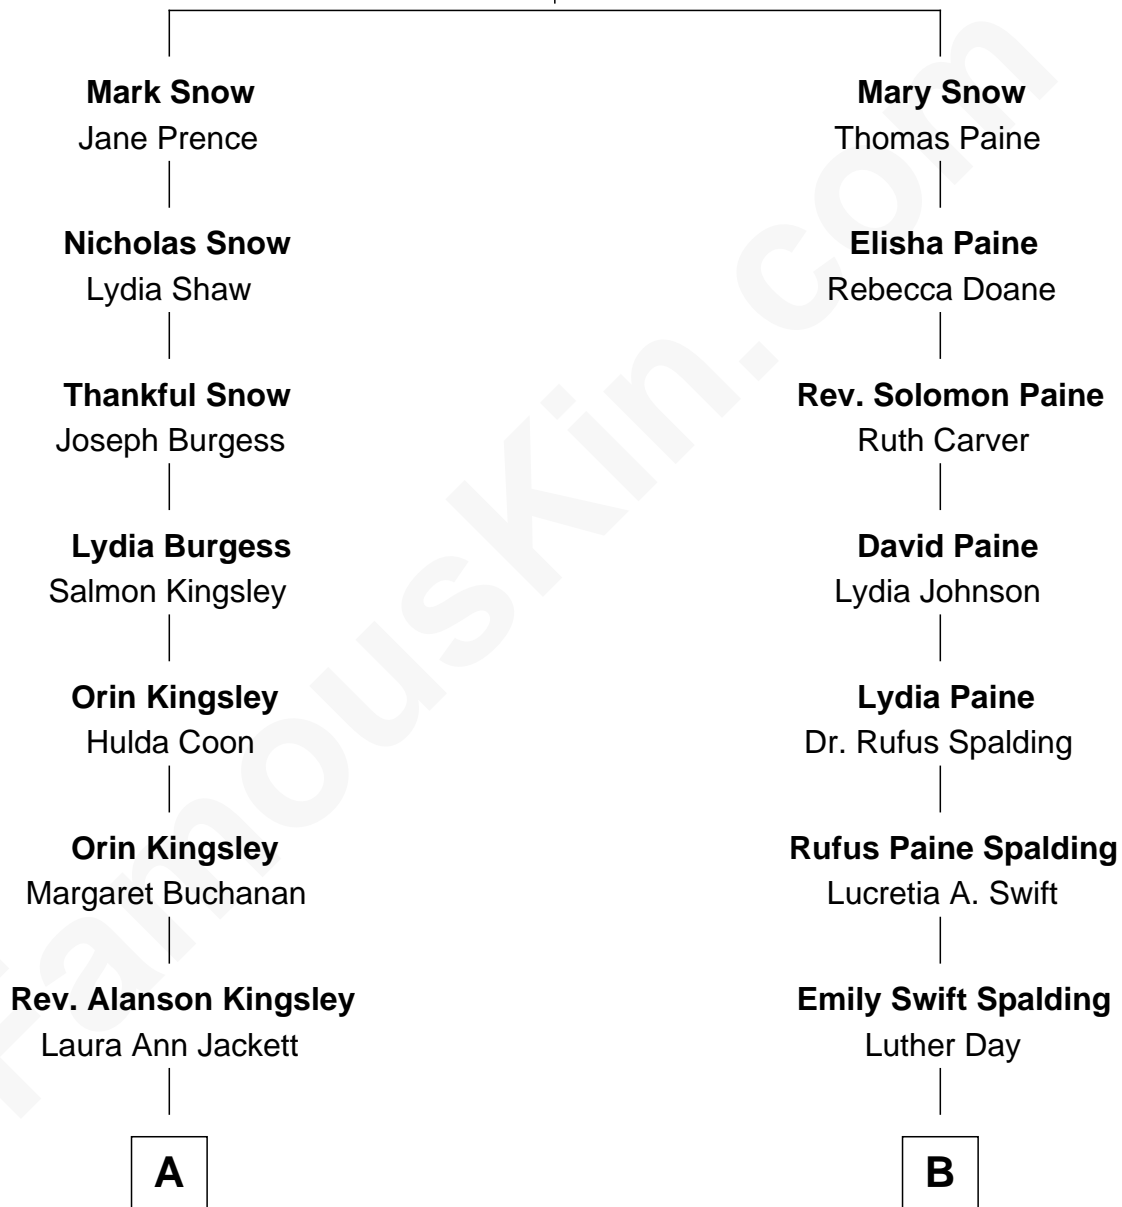 Mark Snow
Jane Prence
Nicholas Snow
Lydia Shaw
Thankful Snow
Joseph Burgess
Lydia Burgess
Salmon Kingsley
Orin Kingsley
Hulda Coon
Orin Kingsley
Margaret Buchanan
Rev. Alanson Kingsley
Laura Ann Jackett
A
Mary Snow
Thomas Paine
Elisha Paine
Rebecca Doane
Rev. Solomon Paine
Ruth Carver
David Paine
Lydia Johnson
Lydia Paine
Dr. Rufus Spalding
Rufus Paine Spalding
Lucretia A. Swift
Emily Swift Spalding
Luther Day
B
FamousKin.com